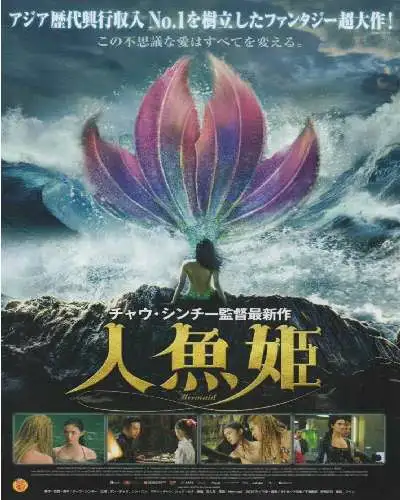 アジア歴代興行収入No.1を樹立したファンタジー超大作!
この不思議な愛はすべてを変える。
チャウ・シンチー監督最新作
人魚姫
Mermaid